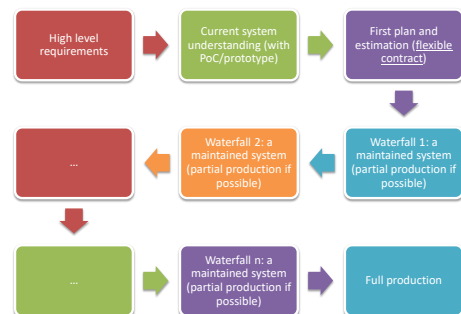 High level
requirements
Current system
understanding (with
PoC/prototype)
First plan and
estimation (flexible
contract)
Waterfall 1: a
maintained system
(partial production if
possible)
Waterfall 2: a
maintained system
(partial production if
possible)
...
...
Waterfall n: a
maintained system
(partial production if
possible)
Full production